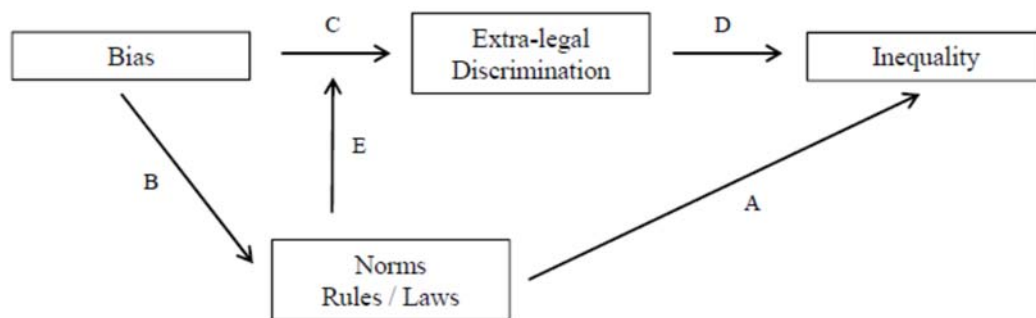 C
D
Bias
Extra-legal
Discrimination
Inequality
E
B
A
Norms
Rules / Laws